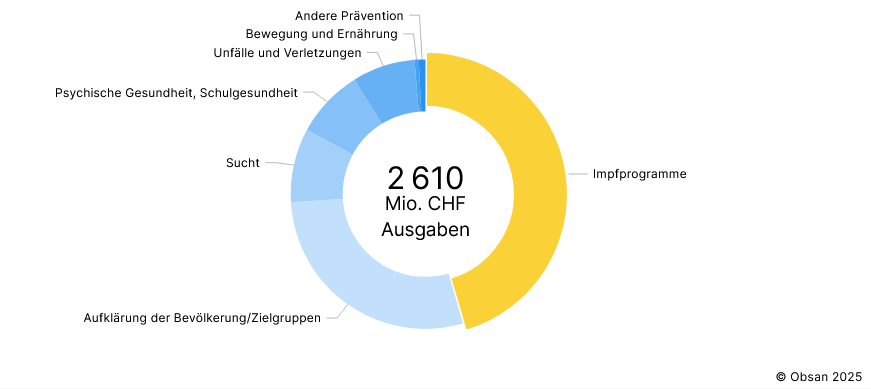 Andere Prävention
Bewegung und Ernährung
Unfälle und Verletzungen
Psychische Gesundheit, Schulgesundheit
Sucht
Impfprogramme
2 610
Mio. CHF
Ausgaben
Aufklärung der Bevölkerung/Zielgruppen
© Obsan 2025